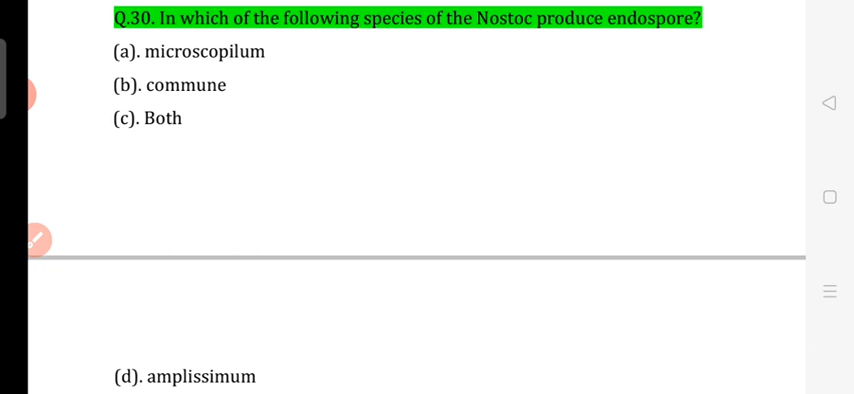 Q.30. In which of the following species of the Nostoc produce endospore?
(a). microscopilum
(b). commune
(c). Both
(d). amplissimum